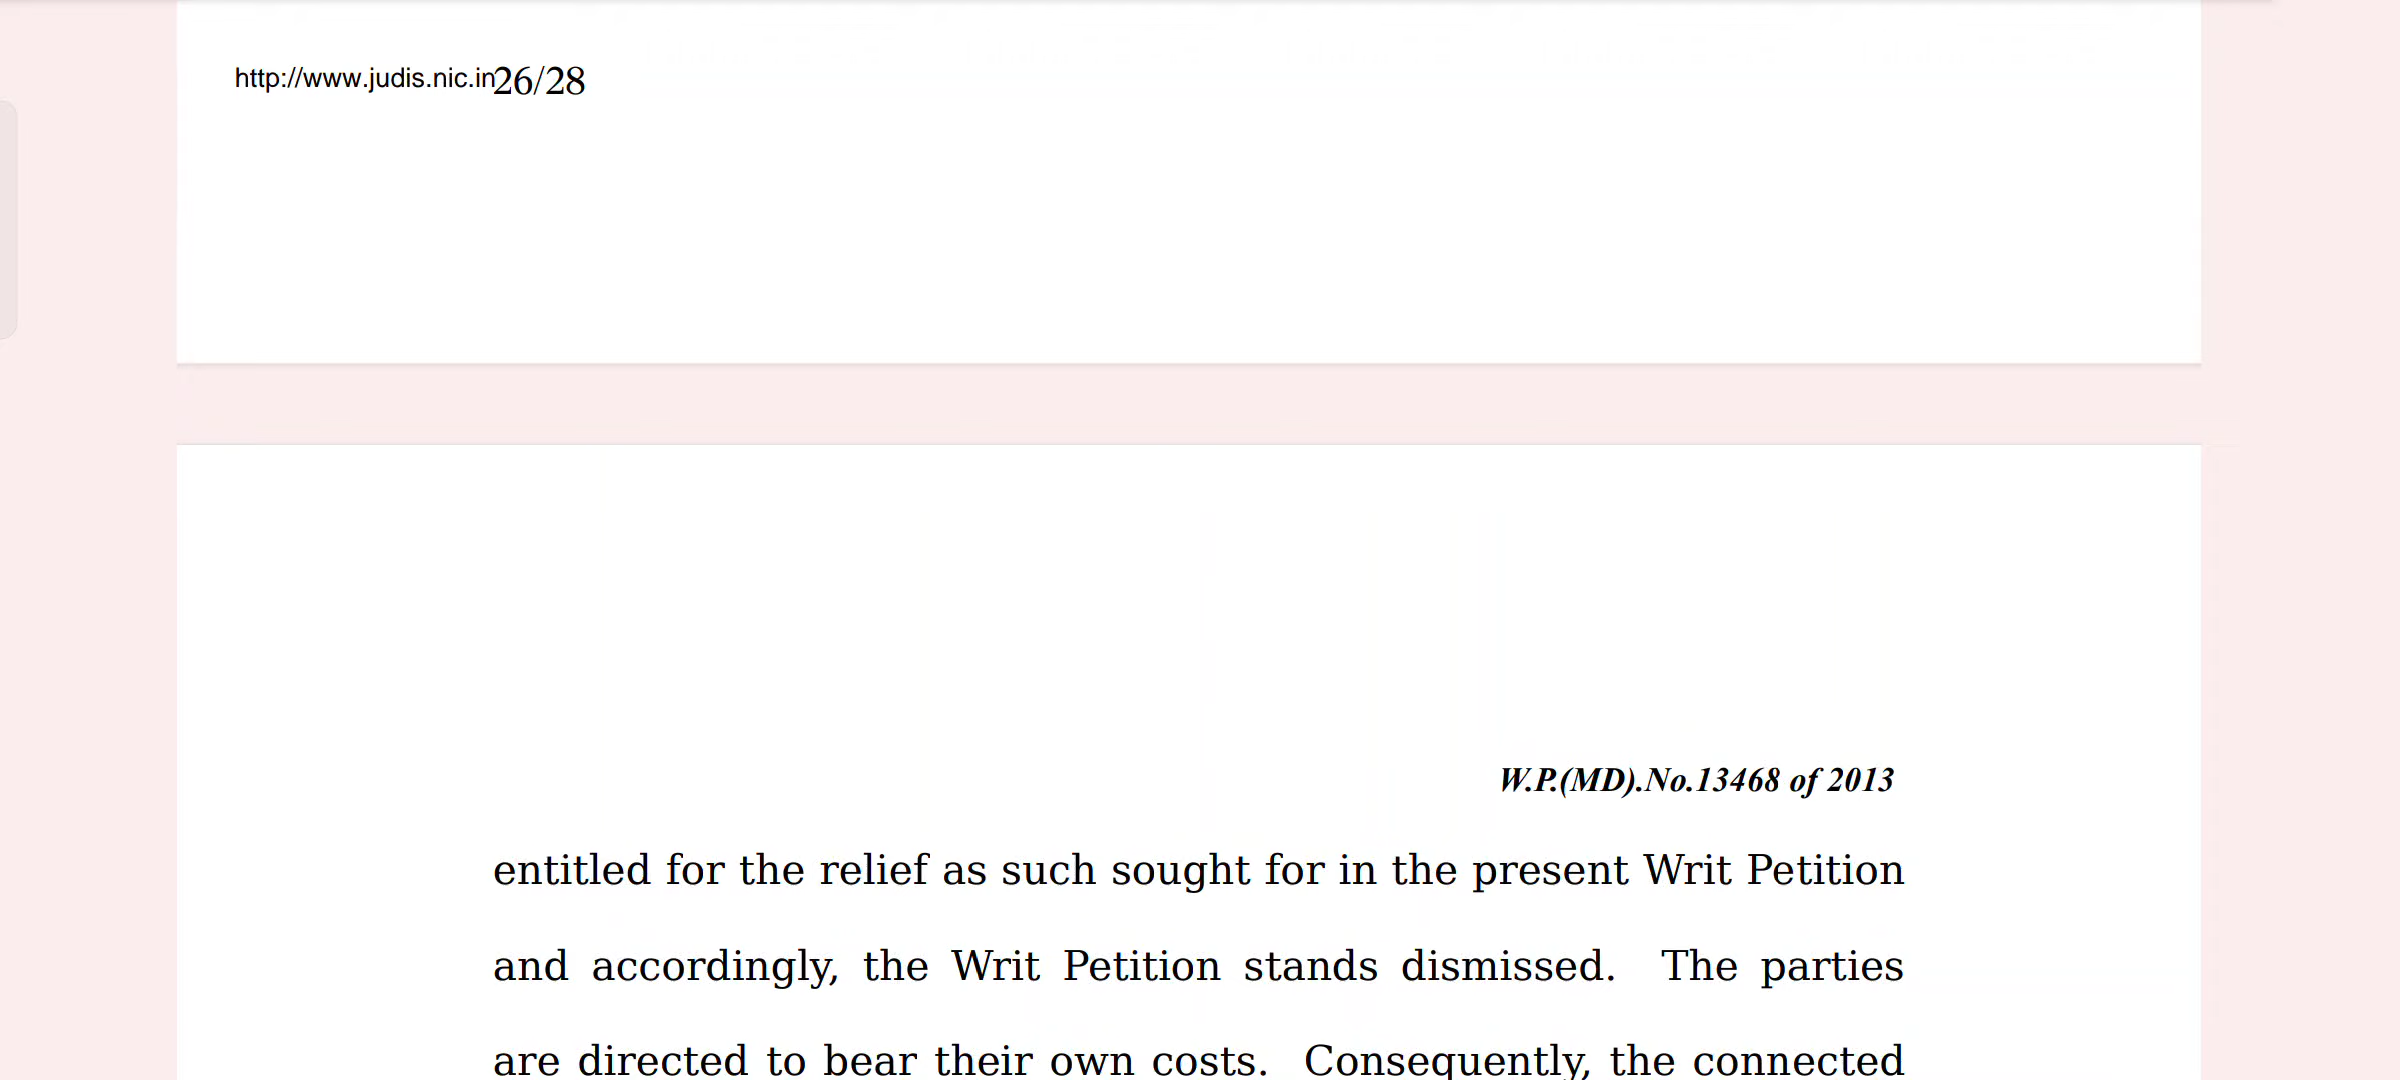 http://www.judis.nic.in26/28
W.P.(MD).No.13468 of 2013
entitled for the relief as such sought for in the present Writ Petition
and accordingly, the Writ Petition stands dismissed. The parties
are directed to bear their own costs. Consequently, the connected